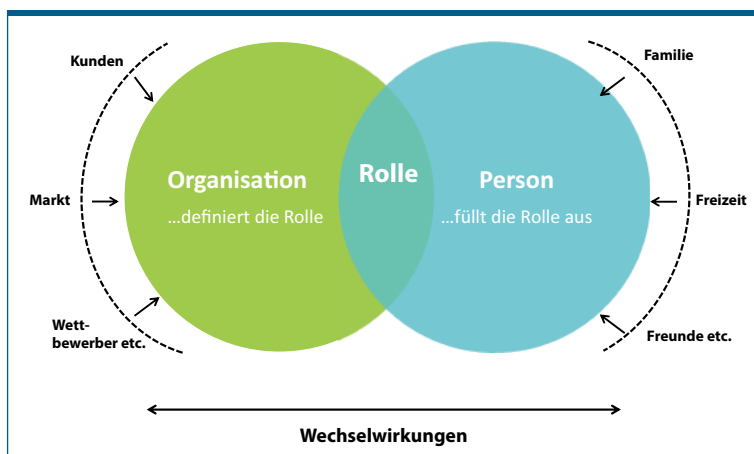 Kunden
Familie
Organisation
Rolle
Person
Markt
...definiert die Rolle
...füllt die Rolle aus
Freizeit
Wett-
bewerber etc.
Freunde etc.
Wechselwirkungen